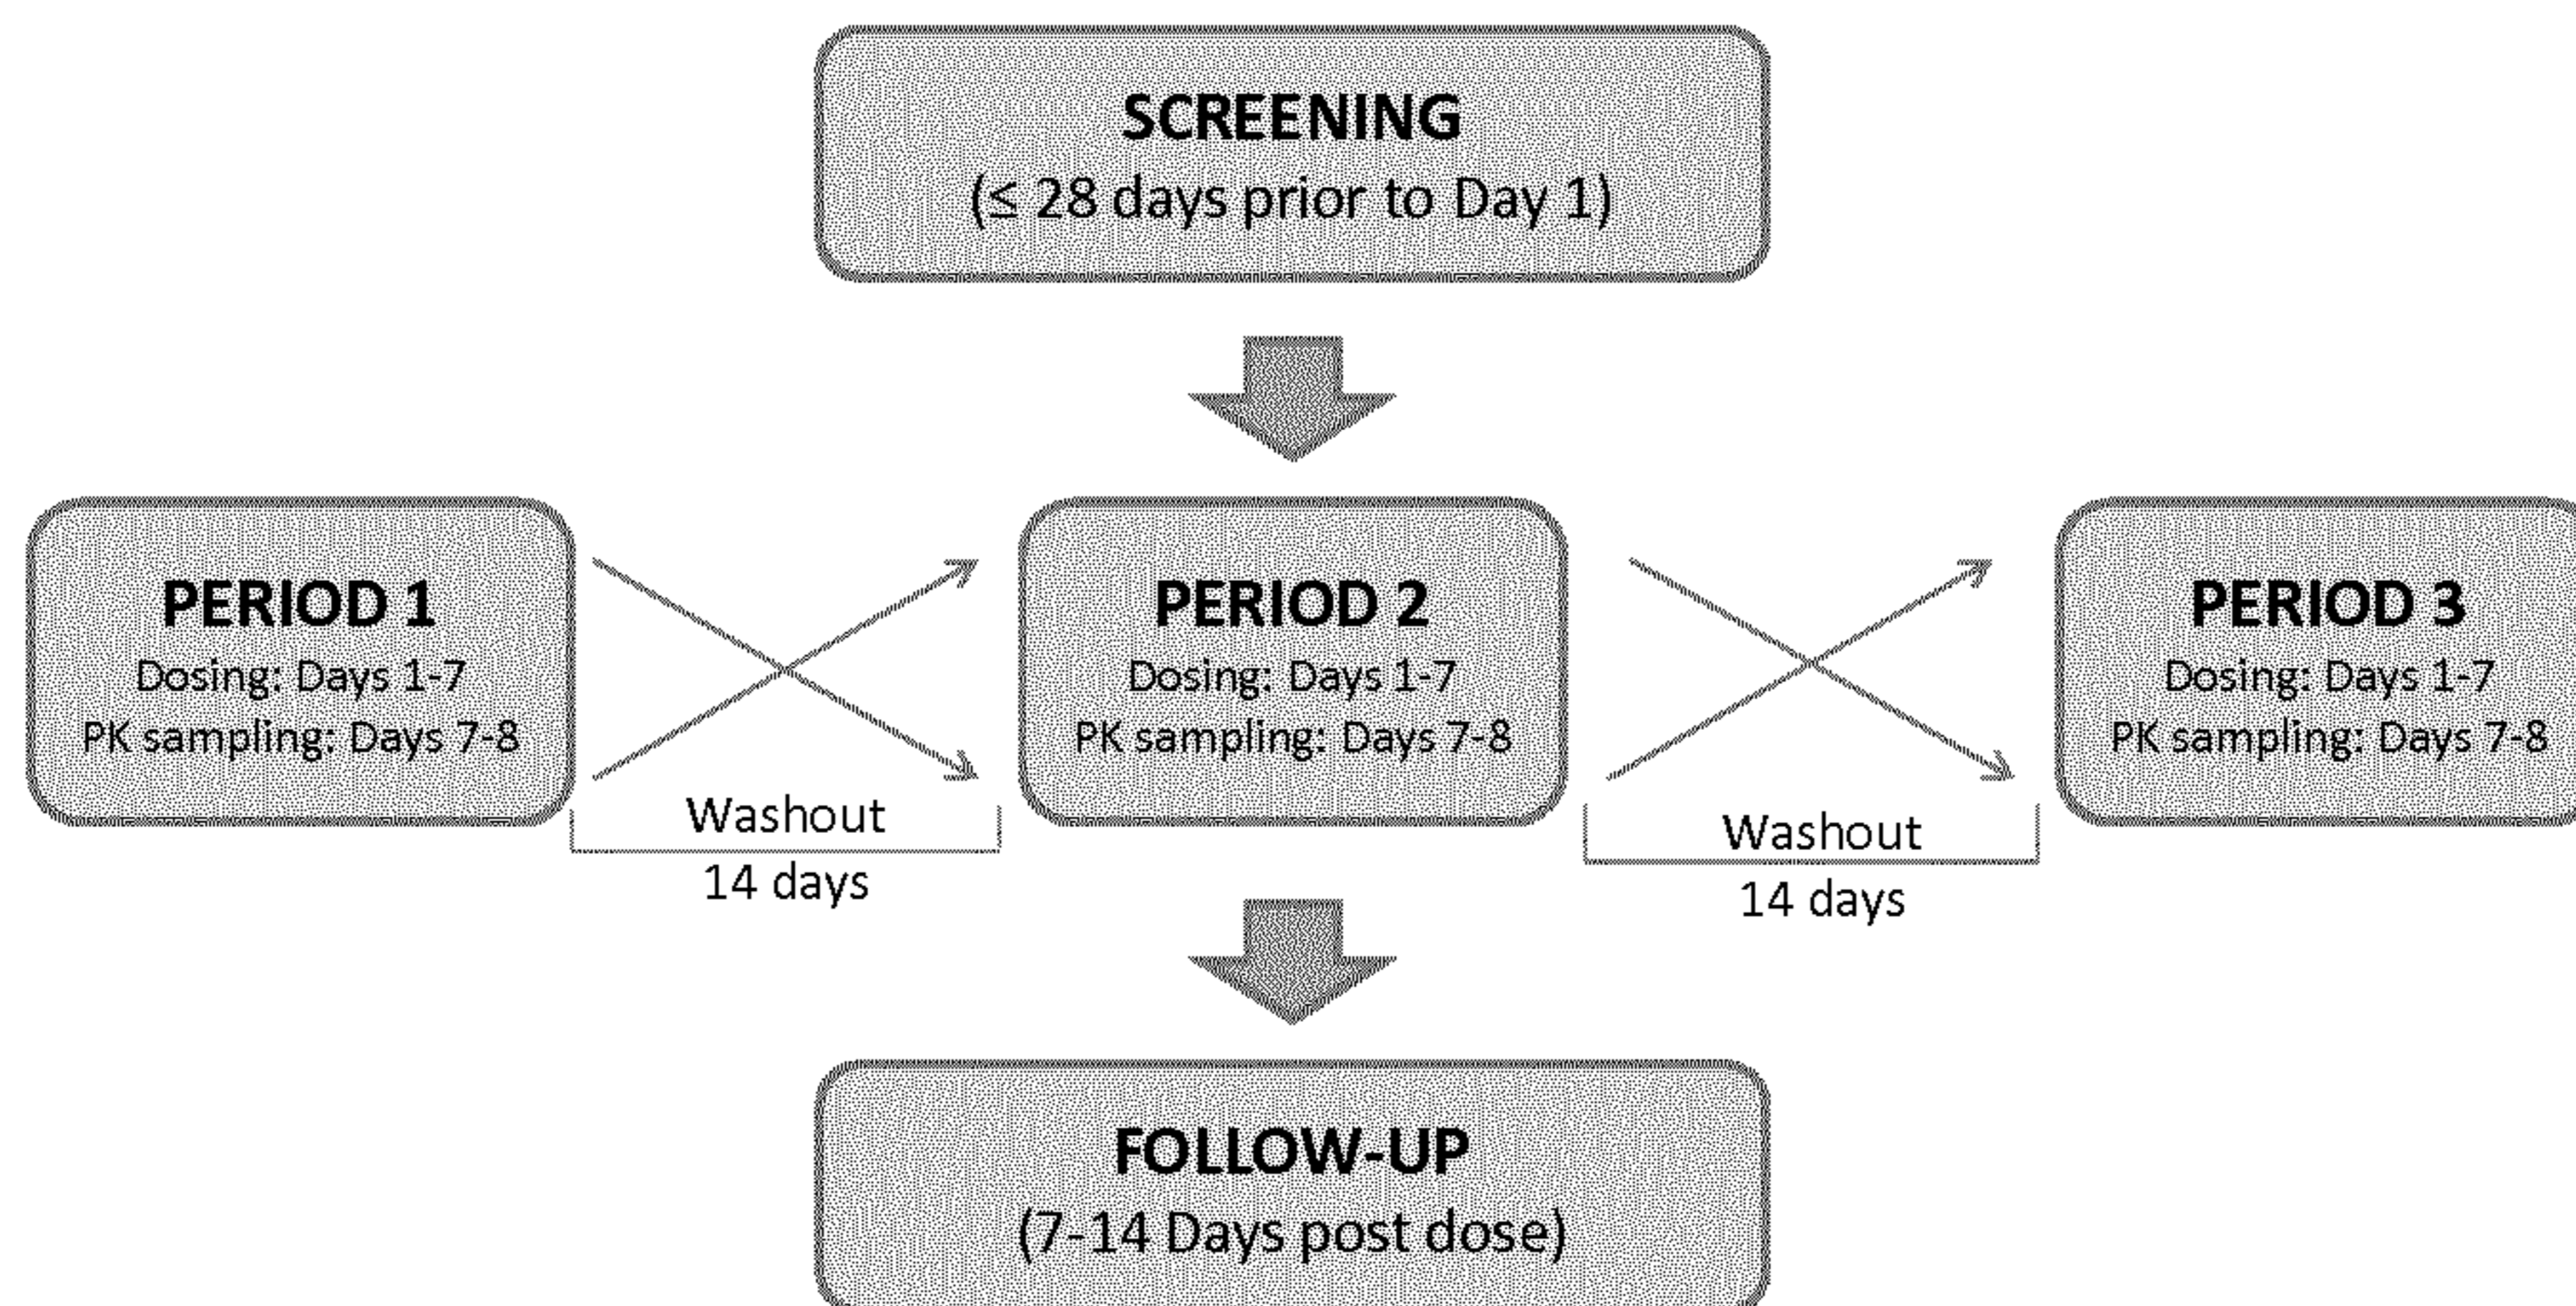 SCREENING
(≤ 28 days prior to Day 1)
PERIOD 1
Dosing: Days 1-7
PK sampling: Days 7-8
Washout
14 days
PERIOD 2
Dosing: Days 1-7
PK sampling: Days 7-8
Washout
14 days
PERIOD 3
Dosing: Days 1-7
PK sampling: Days 7-8
FOLLOW-UP
(7-14 Days post dose)